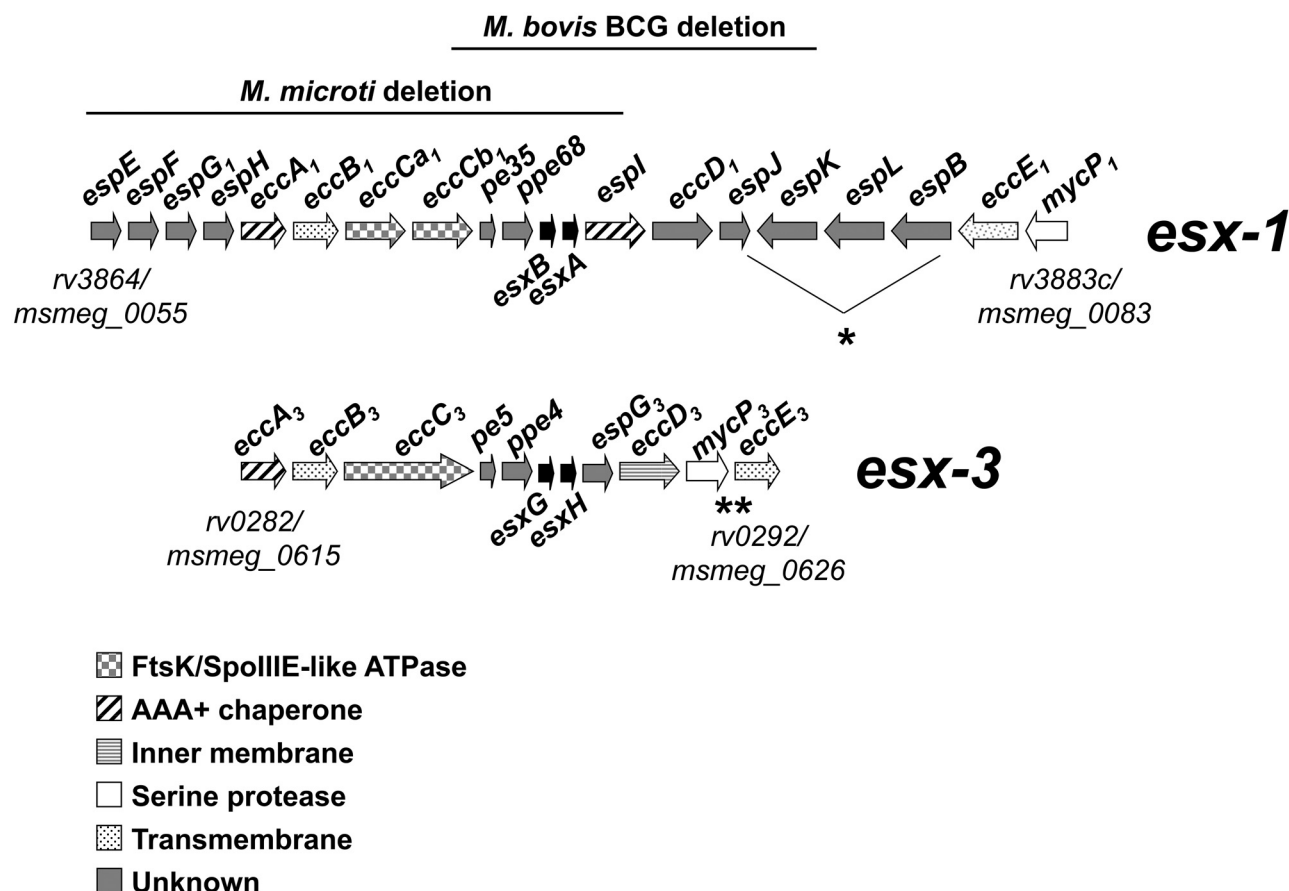 M. bovis BCG deletion
M. microti deletion
espE espF espG1 espH eccA1 eccB1 eccCa1 eccCb1 pe35 ppe68 espI eccD1 espJ espK espL espB eccE1 mycP1
esx-1
esxB esxA
rv3864/
msmeg_0055
rv3883c/
msmeg_0083
*
eccA3 eccB3 eccC3 pe5 ppe4 espG3 eccD3 mycP3 eccE3
esx-3
esxG esxH
**
rv0282/
msmeg_0615
rv0292/
msmeg_0626
FtsK/SpoIIIE-like ATPase
AAA+ chaperone
Inner membrane
Serine protease
Transmembrane
Unknown